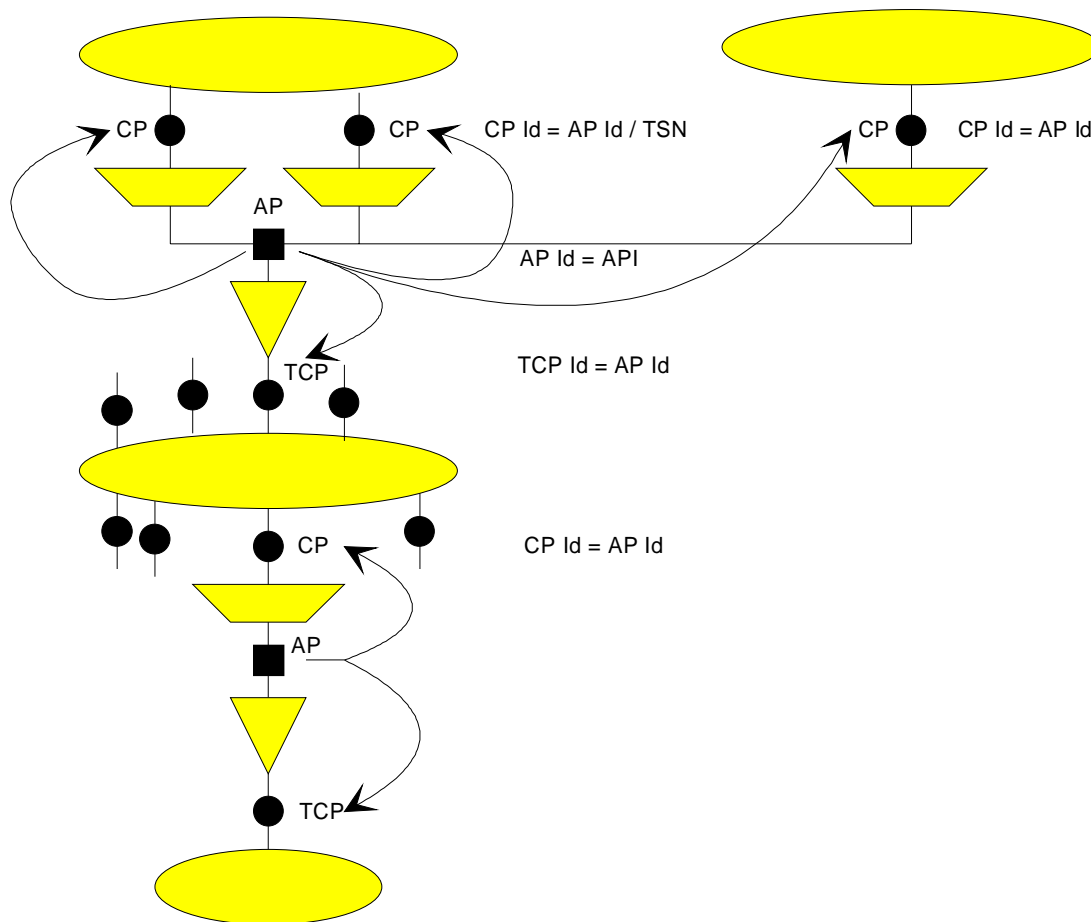 CP
CP
CP Id = AP Id / TSN
CP
CP Id = AP Id
AP
AP Id = API
TCP
TCP Id = AP Id
CP
CP Id = AP Id
AP
TCP